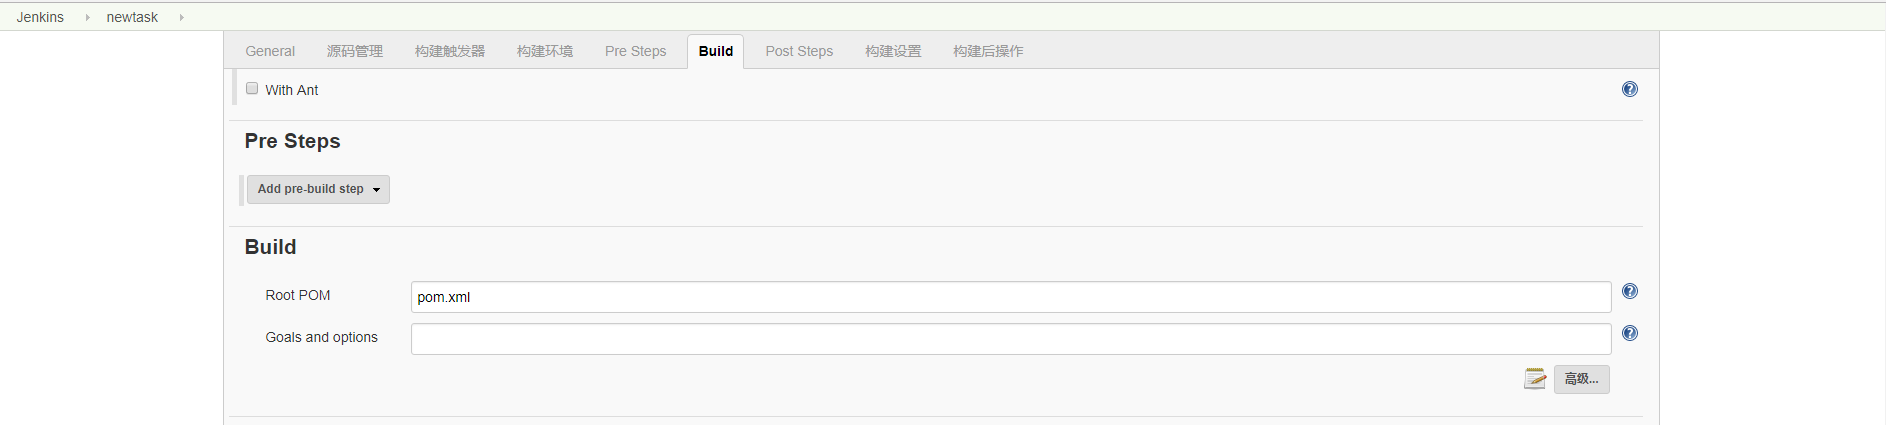 Jenkins newtask
General 源码管理 构建触发器 构建环境 Pre Steps Build Post Steps 构建设置 构建后操作
With Ant
Pre Steps
Add pre-build step
Build
Root POM pom.xml
Goals and options
高级...